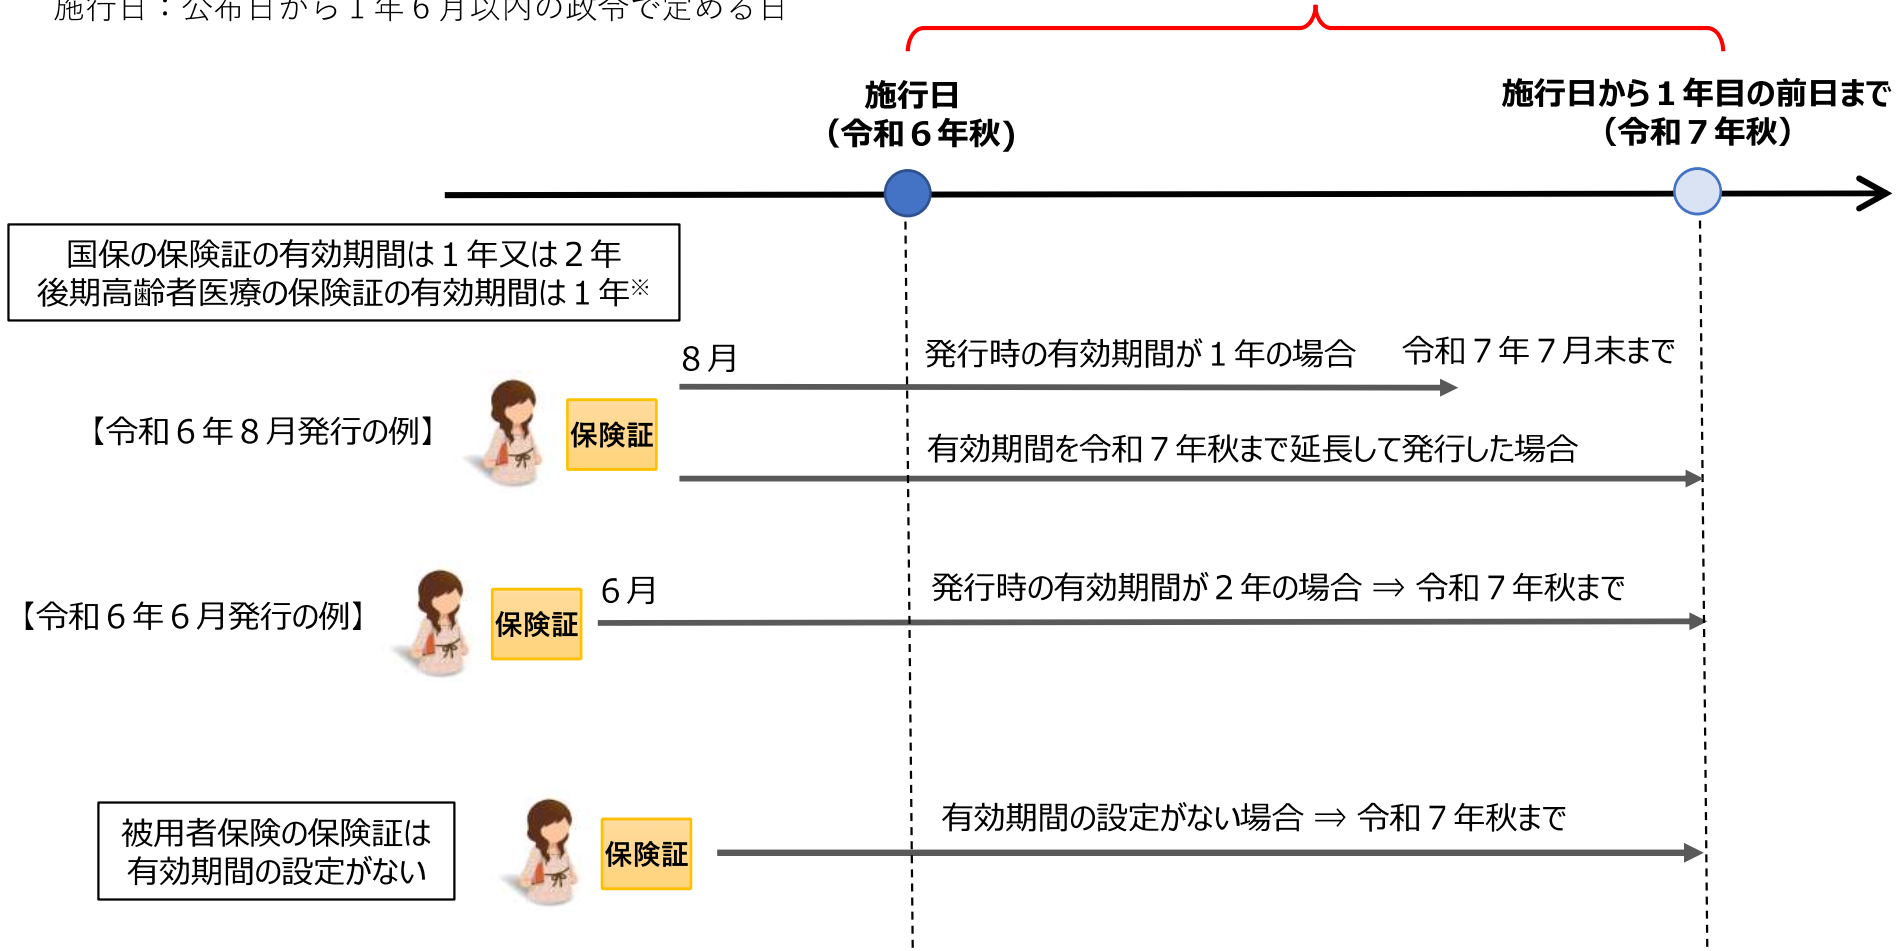 施行日：公布日から１年６月以内の政令で定める日
施行日
（令和６年秋）
施行日から１年目の前日まで
（令和７年秋）
国保の保険証の有効期間は１年又は２年
後期高齢者医療の保険証の有効期間は１年※
８月
発行時の有効期間が１年の場合
令和７年７月末まで
【令和６年８月発行の例】
保険証
有効期間を令和７年秋まで延長して発行した場合
６月
発行時の有効期間が２年の場合 ⇒ 令和７年秋まで
【令和６年６月発行の例】
保険証
有効期間の設定がない場合 ⇒ 令和７年秋まで
被用者保険の保険証は
有効期間の設定がない
保険証